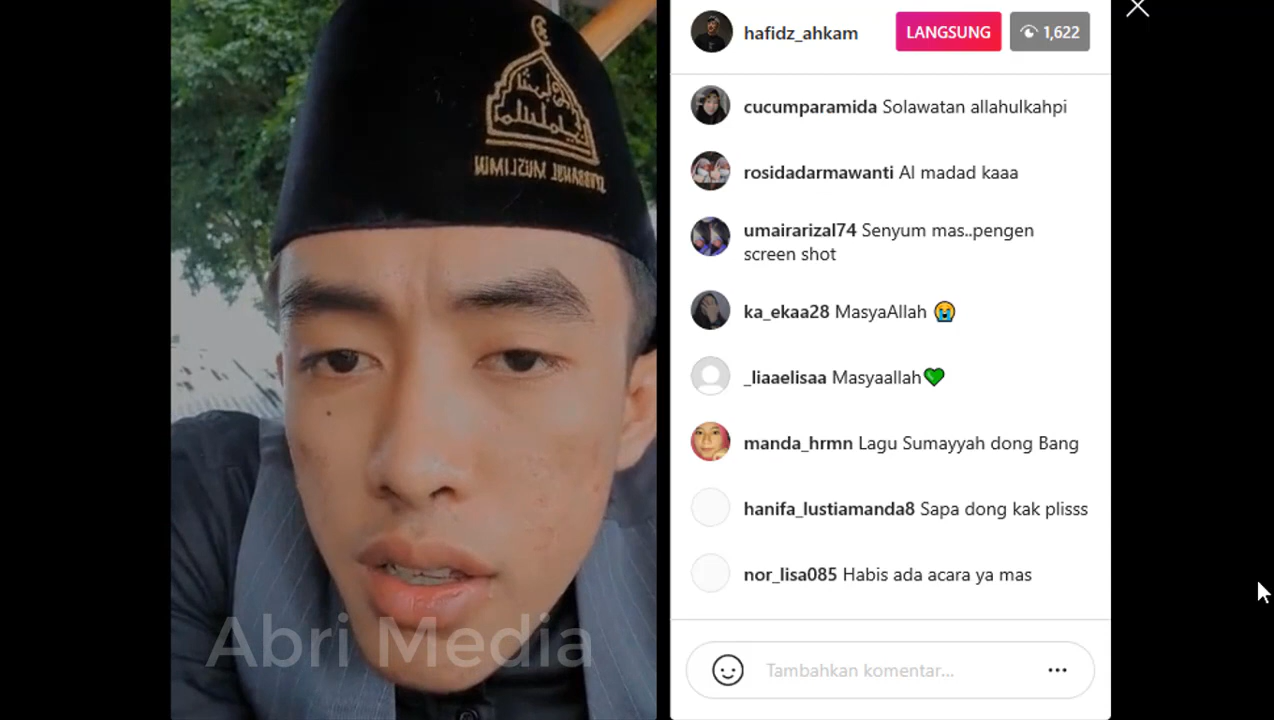 SYUBBANUL MUSLIMIN
Abri Media
hafidz_ahkam
LANGSUNG
1,622
cucumparamida Solawatan allahulkahpi
rosidadarmawanti Al madad kaaa
umairarizal74 Senyum mas..pengen
screen shot
ka_ekaa28 MasyaAllah 😭
_liaaelisaa Masyaallah💚
manda_hrmn Lagu Sumayyah dong Bang
hanifa_lustiamanda8 Sapa dong kak plisss
nor_lisa085 Habis ada acara ya mas
Tambahkan komentar...